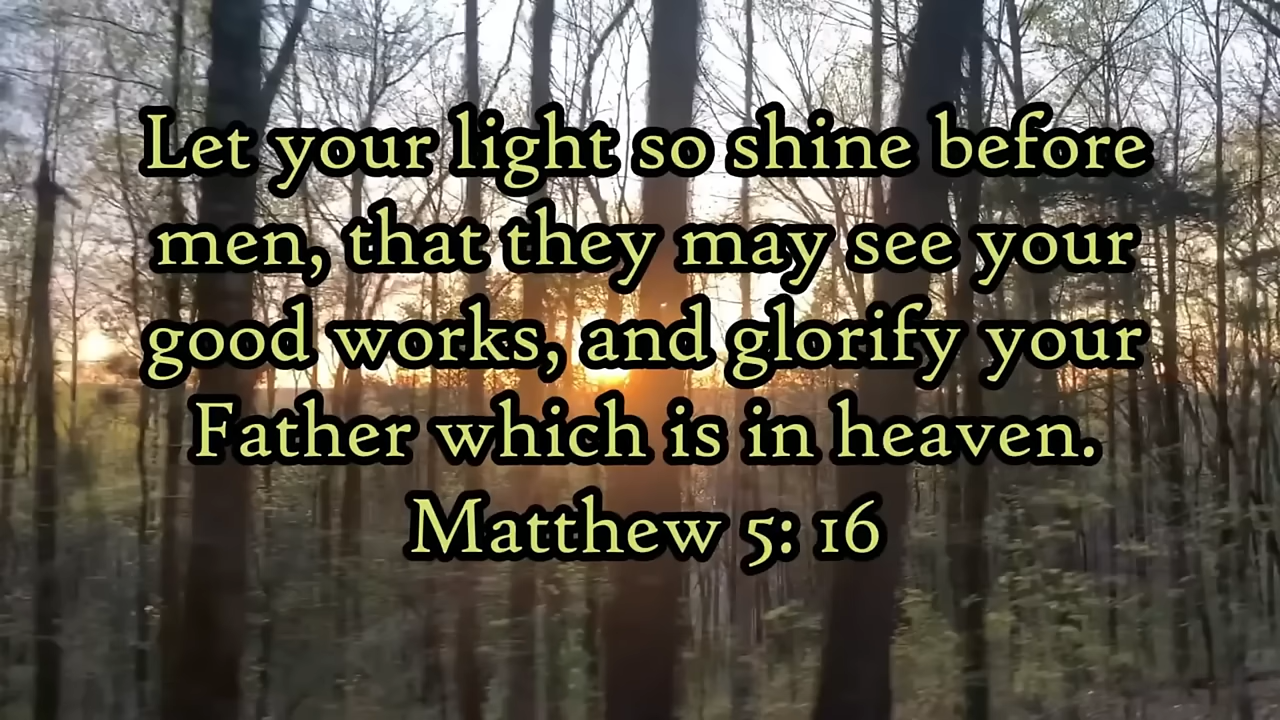 Let your light so shine before
men, that they may see your
good works, and glorify your
Father which is in heaven.
Matthew 5: 16